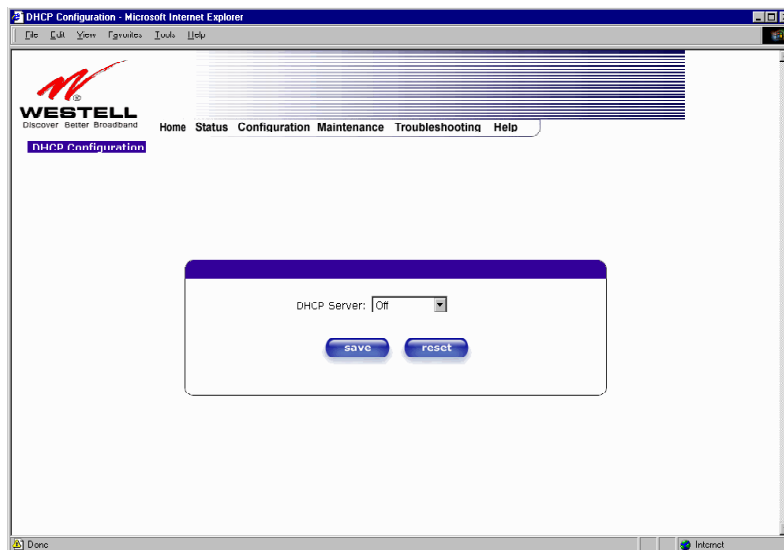 DHCP Configuration - Microsoft Internet Explorer
File Edit View Favorites Tools Help
WESTELL
®
Discover Better Broadband
Home Status Configuration Maintenance Troubleshooting Help
DHCP Configuration
DHCP Server: Off
save reset
Done Internet